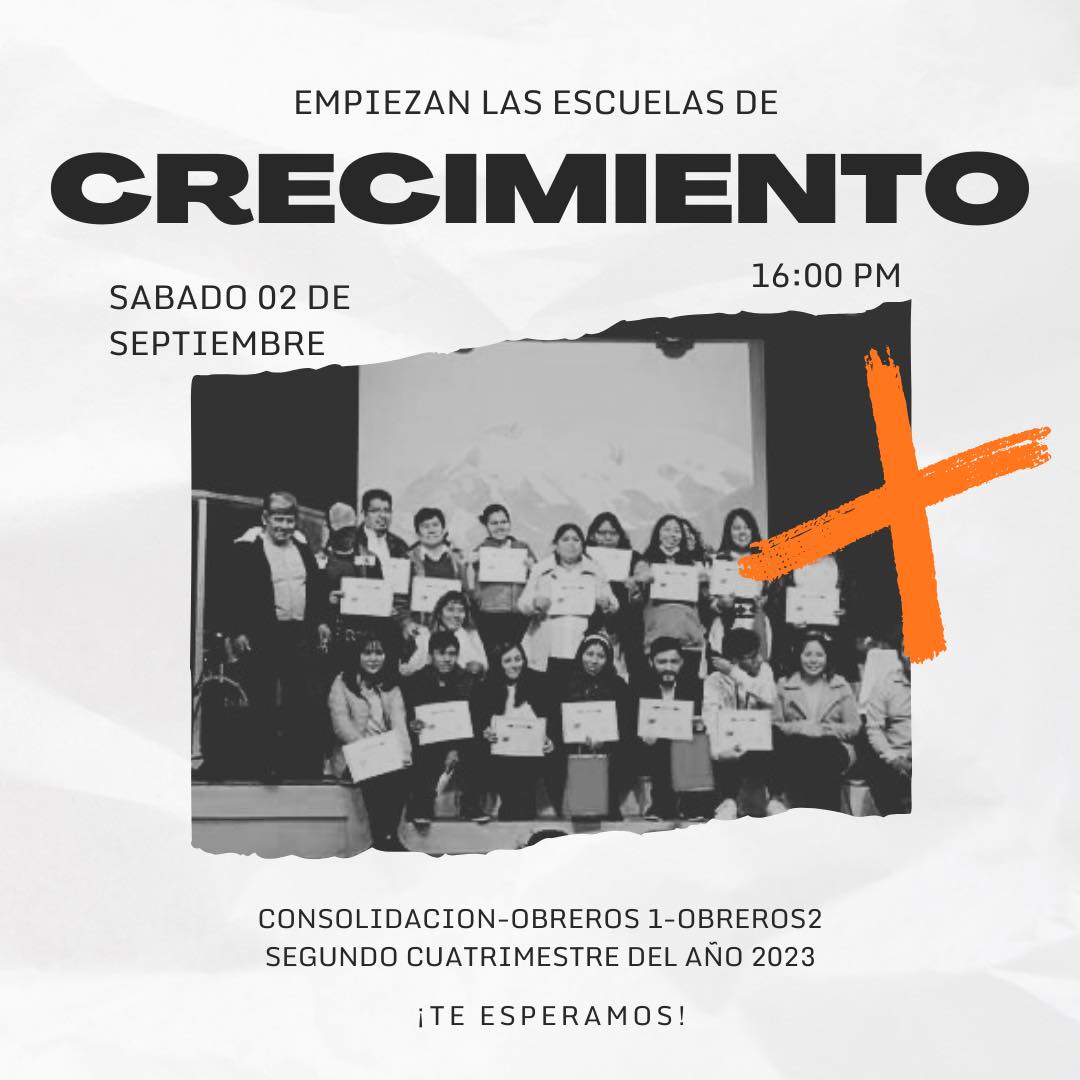 EMPIEZAN LAS ESCUELAS DE
CRECIMIENTO
SABADO 02 DE
SEPTIEMBRE
16:00 PM
CONSOLIDACION-OBREROS 1-OBREROS2
SEGUNDO CUATRIMESTRE DEL AÑO 2023
¡TE ESPERAMOS!